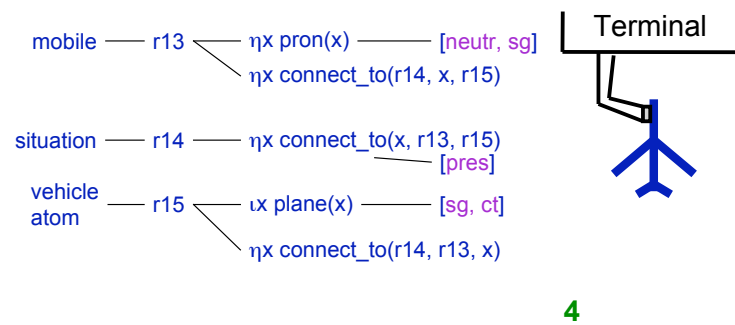 mobile r13 ηx pron(x) [neutr, sg]
ηx connect_to(r14, x, r15)
situation r14 ηx connect_to(x, r13, r15)
[pres]
vehicle
atom r15 ιx plane(x) [sg, ct]
ηx connect_to(r14, r13, x)
Terminal
4